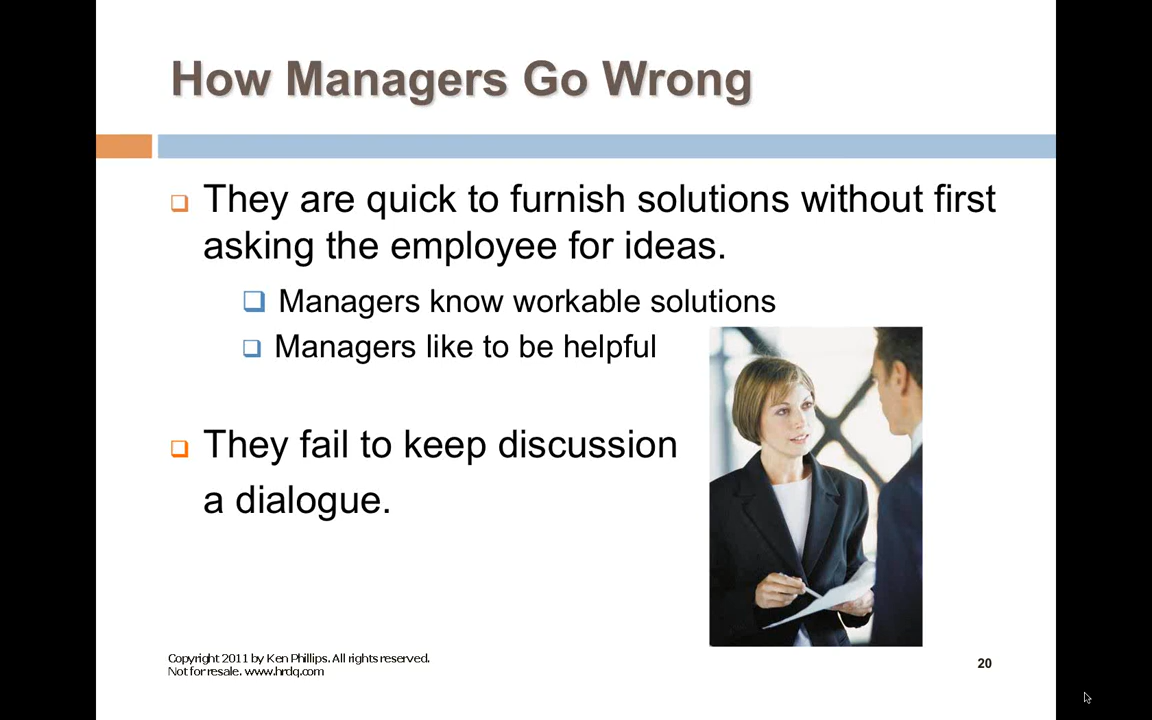 How Managers Go Wrong
They are quick to furnish solutions without first
asking the employee for ideas.
Managers know workable solutions
Managers like to be helpful
They fail to keep discussion
a dialogue.
Copyright 2011 by Ken Phillips. All rights reserved.
Not for resale. www.hrdq.com
20